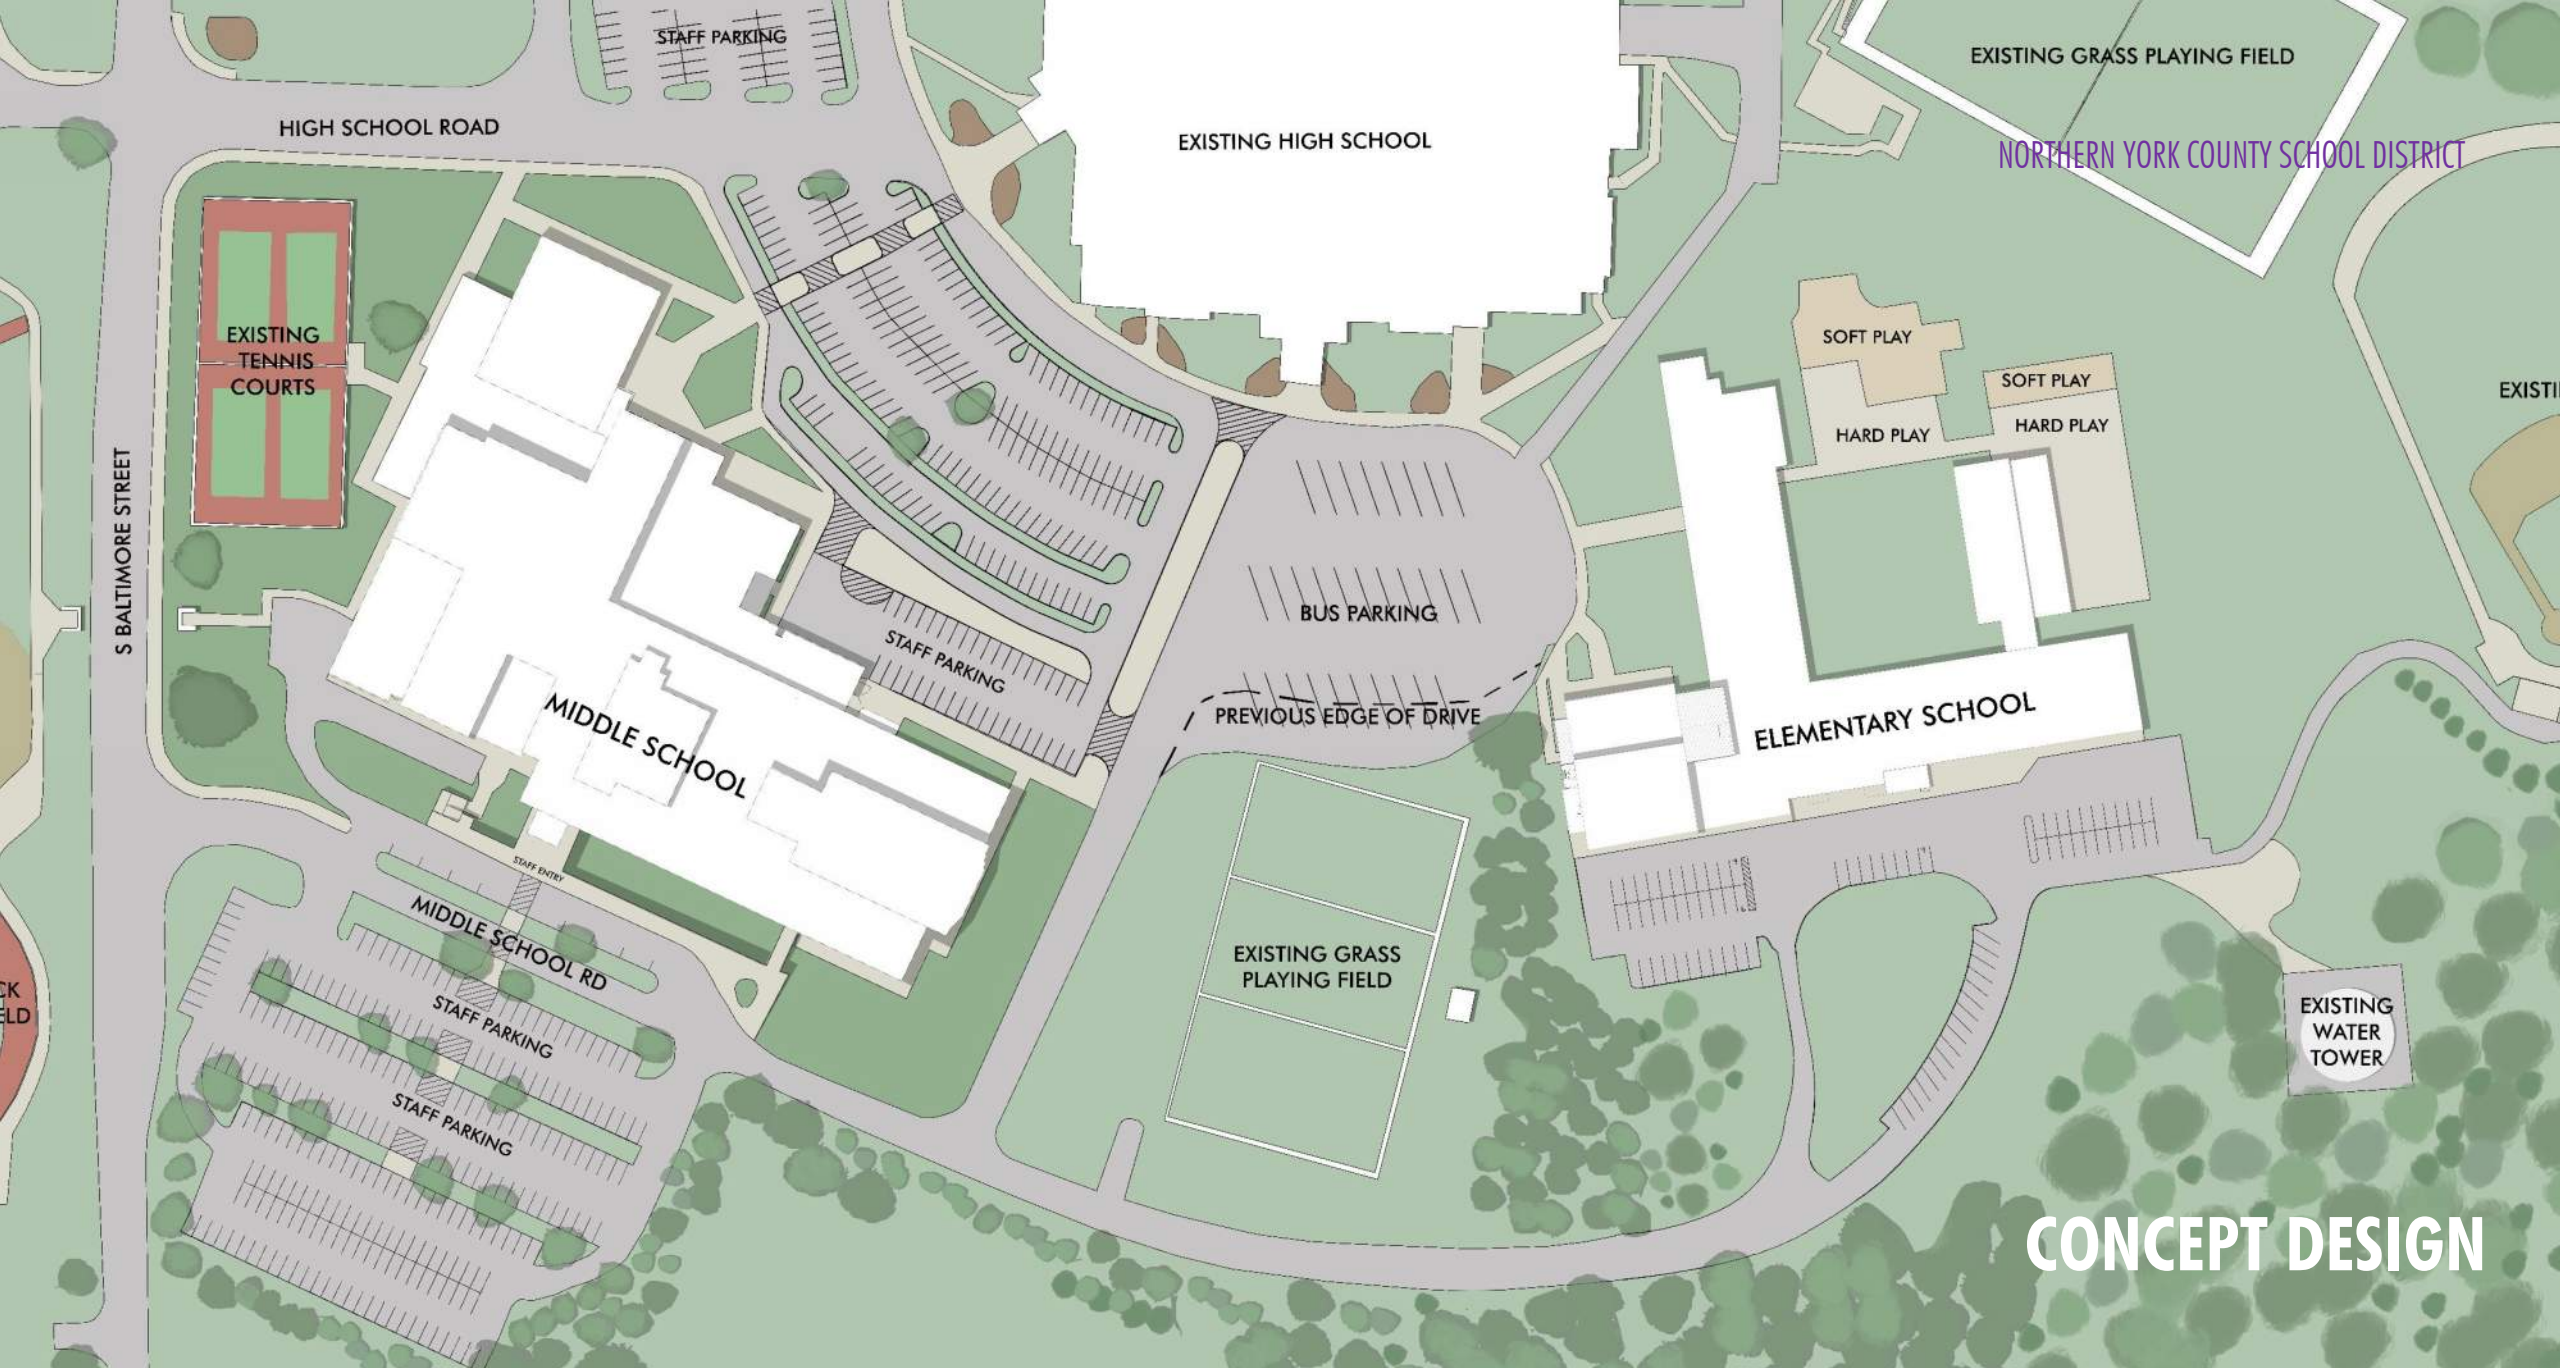 STAFF PARKING
EXISTING GRASS PLAYING FIELD
HIGH SCHOOL ROAD
EXISTING HIGH SCHOOL
NORTHERN YORK COUNTY SCHOOL DISTRICT
EXISTING
TENNIS
COURTS
SOFT PLAY
SOFT PLAY
EXISTI
HARD PLAY
HARD PLAY
S BALTIMORE STREET
BUS PARKING
STAFF PARKING
PREVIOUS EDGE OF DRIVE
MIDDLE SCHOOL
ELEMENTARY SCHOOL
STAFF ENTRY
MIDDLE SCHOOL RD
EXISTING GRASS
PLAYING FIELD
CK
ELD
STAFF PARKING
EXISTING
WATER
TOWER
STAFF PARKING
CONCEPT DESIGN